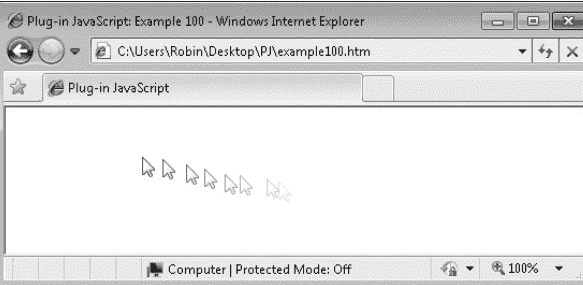 Plug-in JavaScript: Example 100 - Windows Internet Explorer
C:\Users\Robin\Desktop\PJ\example100.htm
Plug-in JavaScript
Computer | Protected Mode: Off
100%